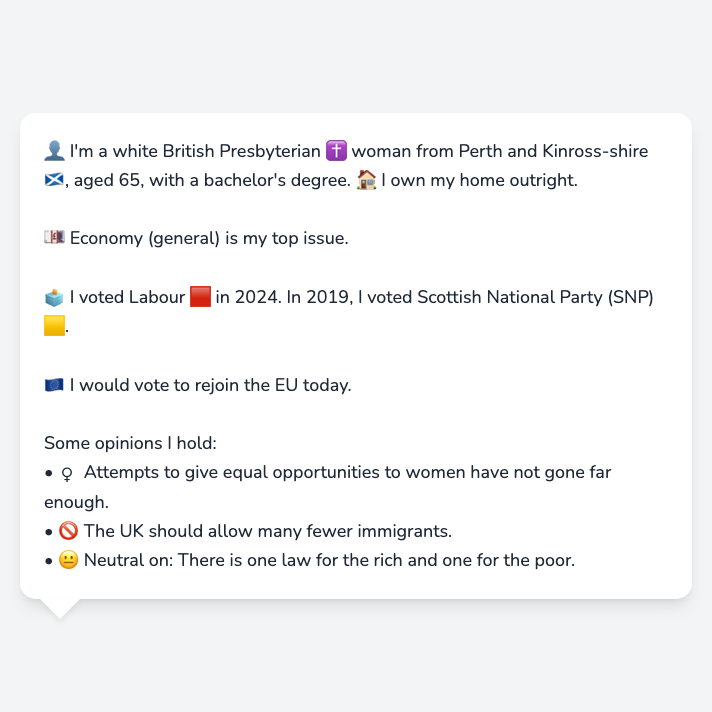 👤 I'm a white British Presbyterian ✝️ woman from Perth and Kinross-shire
🏴󠁧󠁢󠁳󠁣󠁴󠁿, aged 65, with a bachelor's degree. 🏠 I own my home outright.
💷 Economy (general) is my top issue.
🗳️ I voted Labour 🟥 in 2024. In 2019, I voted Scottish National Party (SNP)
🟨.
🇪🇺 I would vote to rejoin the EU today.
Some opinions I hold:
• ♀ Attempts to give equal opportunities to women have not gone far
enough.
• 🚫 The UK should allow many fewer immigrants.
• 😐 Neutral on: There is one law for the rich and one for the poor.